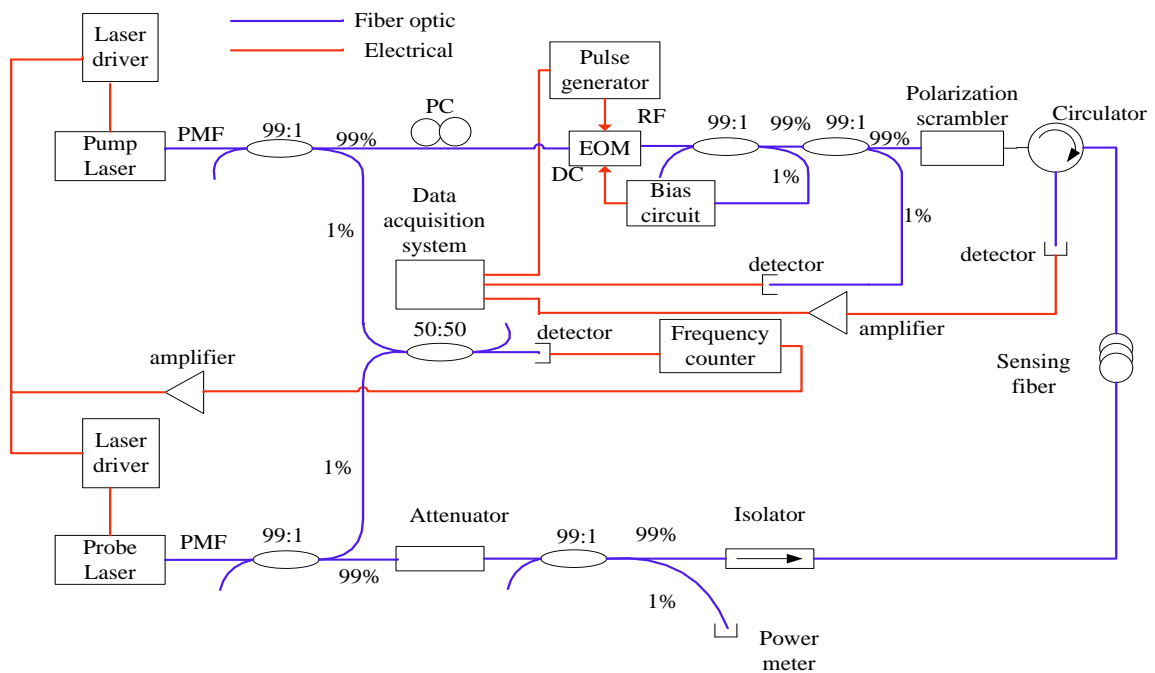 Laser
driver
Fiber optic
Electrical
Pulse
generator
PC
RF
Polarization
scrambler
Circulator
PMF
99:1
99%
99:1
99%
99:1
99%
Pump
Laser
EOM
DC
1%
Bias
circuit
Data
acquisition
system
1%
1%
detector
detector
amplifier
50:50
detector
Frequency
counter
amplifier
Sensing
fiber
Laser
driver
1%
Attenuator
Isolator
PMF
99:1
99%
99:1
99%
Probe
Laser
1%
Power
meter